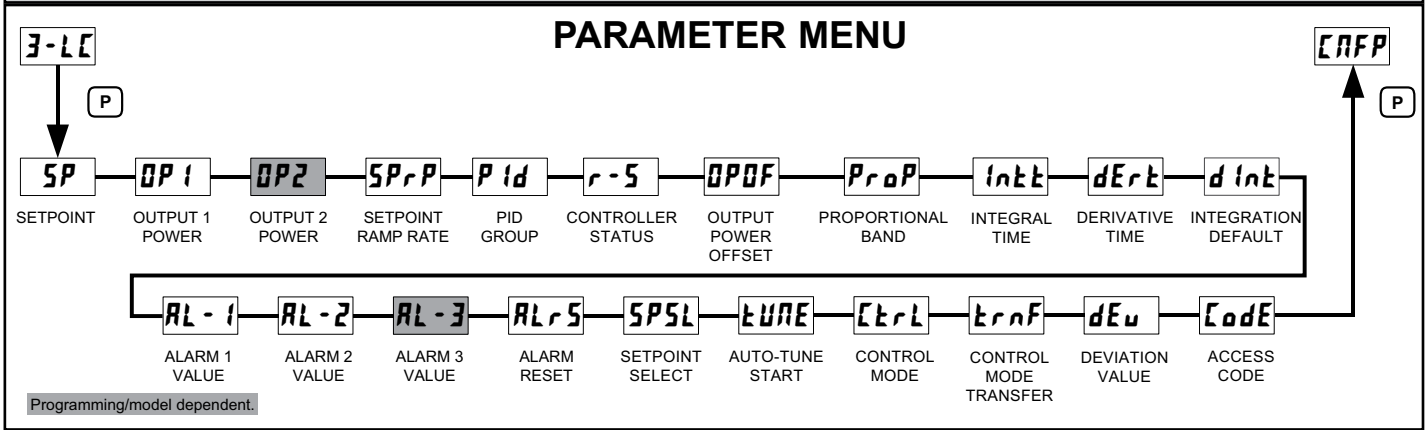 PARAMETER MENU
3-LC
CNFP
P
P
SP
OP1
OP2
SPrP
PId
r-S
OPOF
ProP
Intt
dErt
dInt
SETPOINT
OUTPUT 1
POWER
OUTPUT 2
POWER
SETPOINT
RAMP RATE
PID
GROUP
CONTROLLER
STATUS
OUTPUT
POWER
OFFSET
PROPORTIONAL
BAND
INTEGRAL
TIME
DERIVATIVE
TIME
INTEGRATION
DEFAULT
AL-1
AL-2
AL-3
ALrS
SPSL
tUNE
CtrL
trnF
dEv
CodE
ALARM 1
VALUE
ALARM 2
VALUE
ALARM 3
VALUE
ALARM
RESET
SETPOINT
SELECT
AUTO-TUNE
START
CONTROL
MODE
CONTROL
MODE
TRANSFER
DEVIATION
VALUE
ACCESS
CODE
Programming/model dependent.